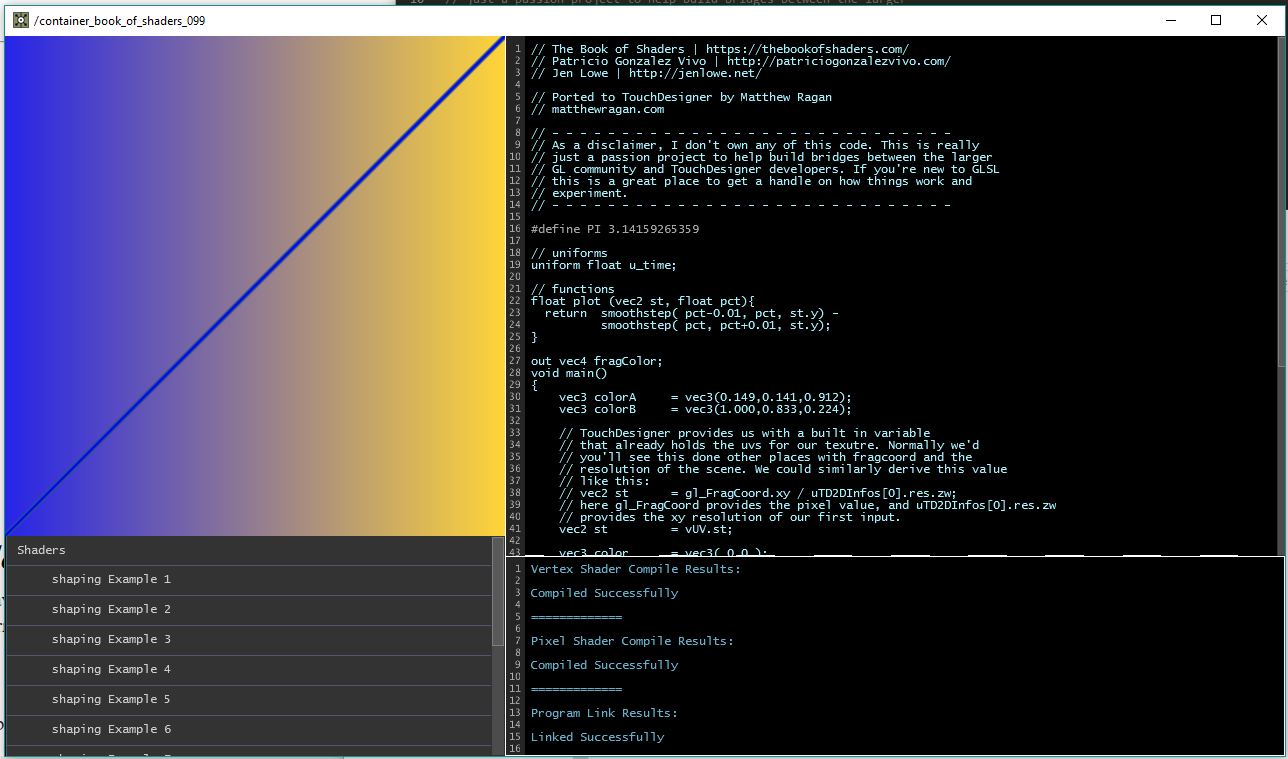 /container_book_of_shaders_099
1 // The Book of Shaders | https://thebookofshaders.com/
2 // Patricio Gonzalez Vivo | http://patriciogonzalezvivo.com/
3 // Jen Lowe | http://jenlowe.net/
4
5 // Ported to TouchDesigner by Matthew Ragan
6 // matthewragan.com
7
8 // - - - - - - - - - - - - - - - - - - - - - - - - - - - - -
9 // As a disclaimer, I don't own any of this code. This is really
10 // just a passion project to help build bridges between the larger
11 // GL community and TouchDesigner developers. If you're new to GLSL
12 // this is a great place to get a handle on how things work and
13 // experiment.
14 // - - - - - - - - - - - - - - - - - - - - - - - - - - - - -
15
16 #define PI 3.14159265359
17
18 // uniforms
19 uniform float u_time;
20
21 // functions
22 float plot (vec2 st, float pct){
23   return  smoothstep( pct-0.01, pct, st.y) -
24           smoothstep( pct, pct+0.01, st.y);
25 }
26
27 out vec4 fragColor;
28 void main()
29 {
30     vec3 colorA     = vec3(0.149,0.141,0.912);
31     vec3 colorB     = vec3(1.000,0.833,0.224);
32
33     // TouchDesigner provides us with a built in variable
34     // that already holds the uvs for our texutre. Normally we'd
35     // you'll see this done other places with fragcoord and the
36     // resolution of the scene. We could similarly derive this value
37     // like this:
38     // vec2 st      = gl_FragCoord.xy / uTD2DInfos[0].res.zw;
39     // here gl_FragCoord provides the pixel value, and uTD2DInfos[0].res.zw
40     // provides the xy resolution of our first input.
41     vec2 st         = vUV.st;
42
43     vec3 color      = vec3( 0.0 );
Shaders
shaping Example 1
shaping Example 2
shaping Example 3
shaping Example 4
shaping Example 5
shaping Example 6
1 Vertex Shader Compile Results:
2
3 Compiled Successfully
4
5 =============
6
7 Pixel Shader Compile Results:
8
9 Compiled Successfully
10
11 =============
12
13 Program Link Results:
14
15 Linked Successfully
16